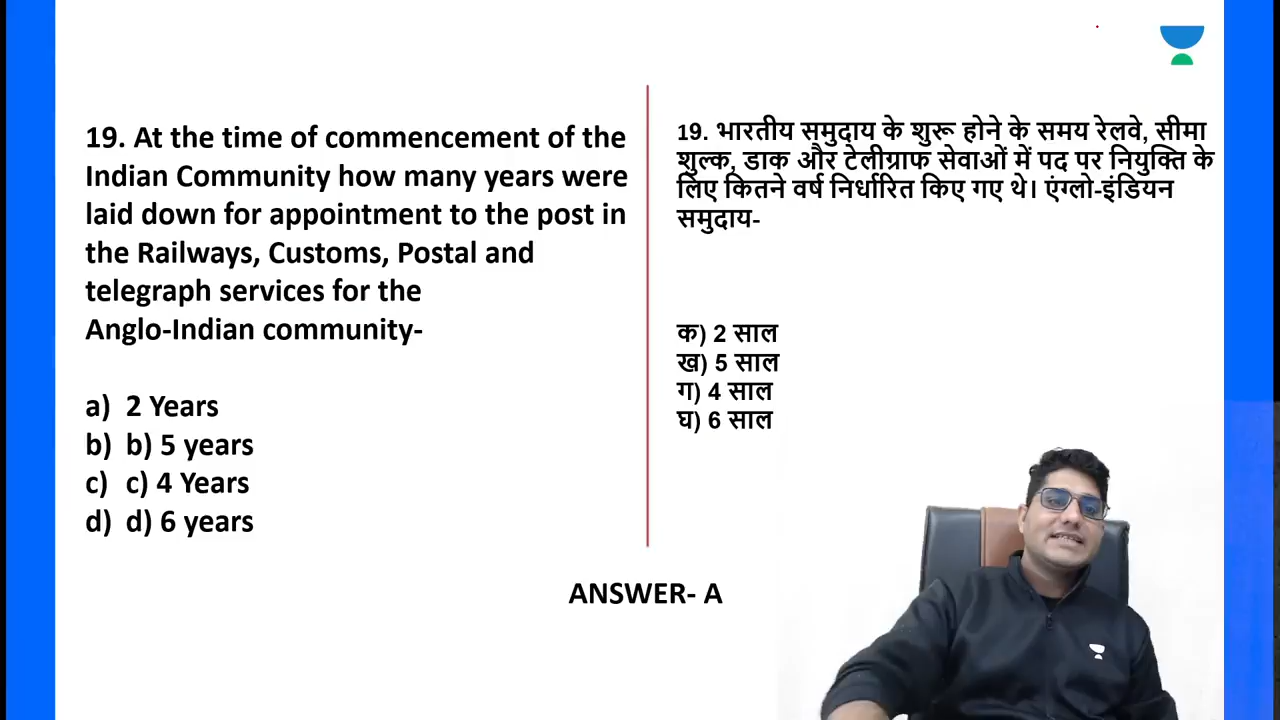 19. At the time of commencement of the
Indian Community how many years were
laid down for appointment to the post in
the Railways, Customs, Postal and
telegraph services for the
Anglo-Indian community-
a) 2 Years
b) b) 5 years
c) c) 4 Years
d) d) 6 years
19. भारतीय समुदाय के शुरू होने के समय रेलवे, सीमा
शुल्क, डाक और टेलीग्राफ सेवाओं में पद पर नियुक्ति के
लिए कितने वर्ष निर्धारित किए गए थे। एंग्लो-इंडियन
समुदाय-
क) 2 साल
ख) 5 साल
ग) 4 साल
घ) 6 साल
ANSWER- A